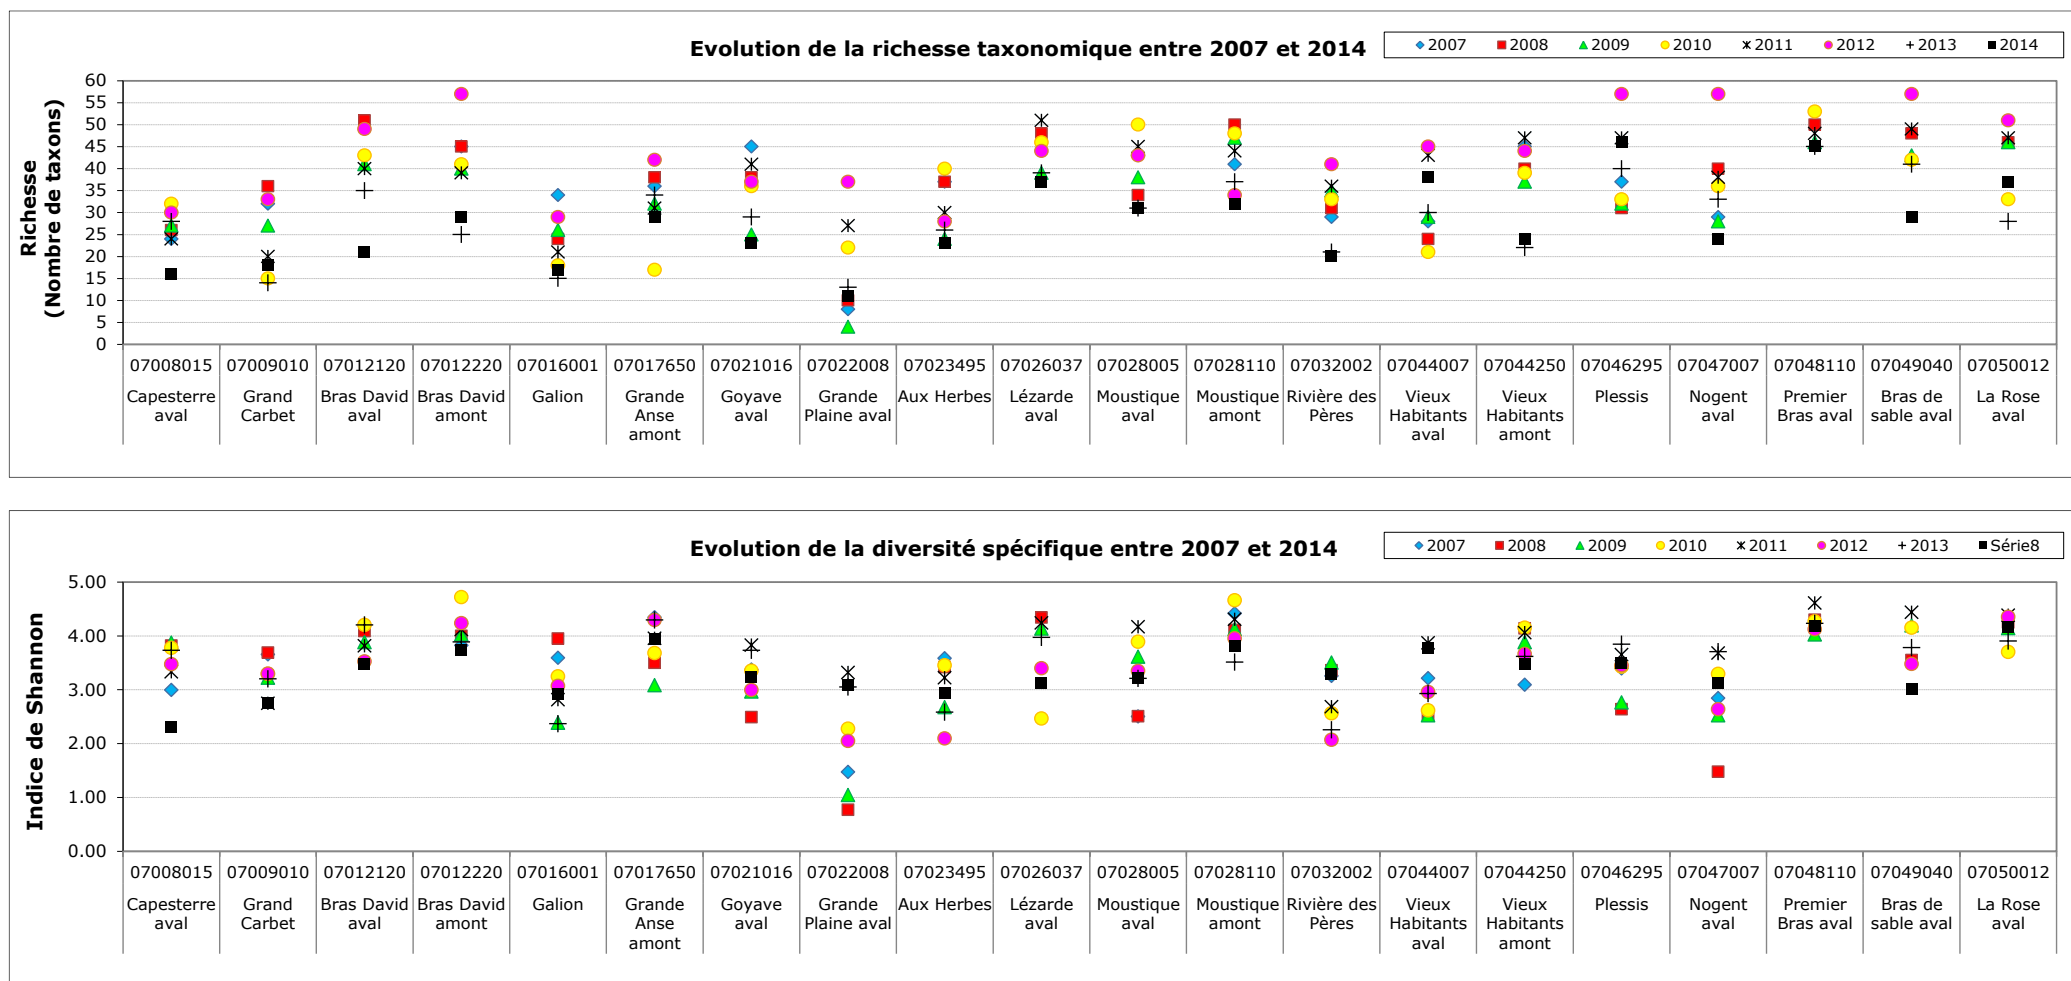 Evolution de la richesse taxonomique entre 2007 et 2014
2007 2008 2009 2010 2011 2012 2013 2014
Richesse
(Nombre de taxons)
60
55
50
45
40
35
30
25
20
15
10
5
0
07008015 07009010 07012120 07012220 07016001 07017650 07021016 07022008 07023495 07026037 07028005 07028110 07032002 07044007 07044250 07046295 07047007 07048110 07049040 07050012
Capesterre Grand Bras David Bras David Galion Grande Goyave Grande Aux Herbes Lézarde Moustique Moustique Rivière des Vieux Vieux Plessis Nogent Premier Bras de La Rose
aval Carbet aval amont Anse aval Plaine aval aval aval amont Pères Habitants Habitants aval Bras aval sable aval aval
amont aval amont
Evolution de la diversité spécifique entre 2007 et 2014
2007 2008 2009 2010 2011 2012 2013 Série8
Indice de Shannon
5.00
4.00
3.00
2.00
1.00
0.00
07008015 07009010 07012120 07012220 07016001 07017650 07021016 07022008 07023495 07026037 07028005 07028110 07032002 07044007 07044250 07046295 07047007 07048110 07049040 07050012
Capesterre Grand Bras David Bras David Galion Grande Goyave Grande Aux Herbes Lézarde Moustique Moustique Rivière des Vieux Vieux Plessis Nogent Premier Bras de La Rose
aval Carbet aval amont Anse aval Plaine aval aval aval amont Pères Habitants Habitants aval Bras aval sable aval aval
amont aval amont